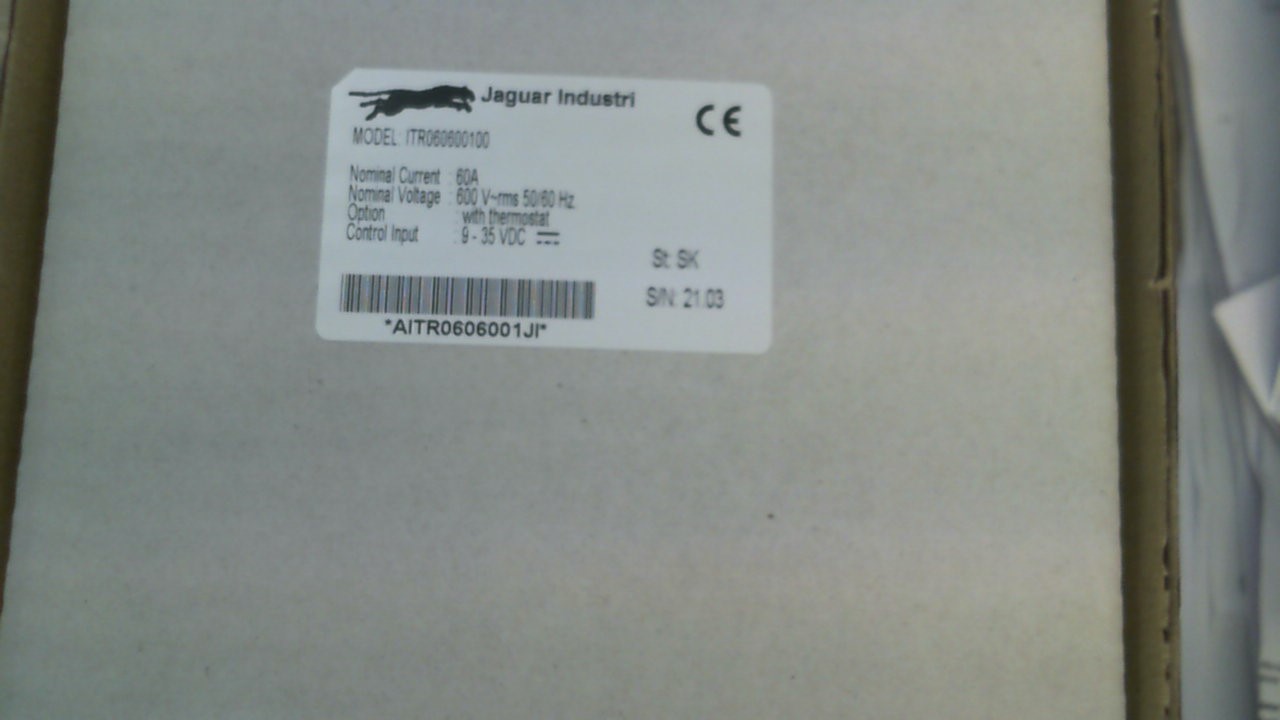 Jaguar Industri
CE
MODEL: ITR060600100
Nominal Current : 60A
Nominal Voltage : 600 V~rms 50/60 Hz
Option : with thermostat
Control Input : 9 - 35 VDC
St: SK
S/N: 21.03
*AITR0606001JI*